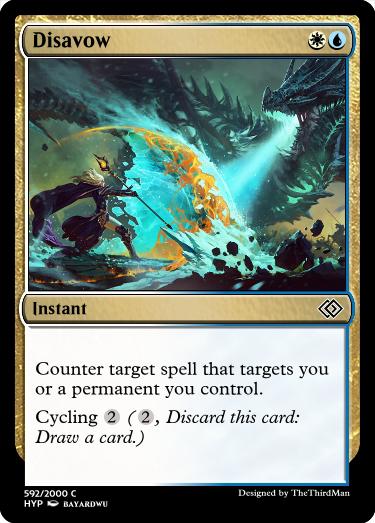 Disavow
Instant
Counter target spell that targets you
or a permanent you control.
Cycling 2 (2, Discard this card:
Draw a card.)
592/2000 C
HYP BAYARDWU
Designed by TheThirdMan